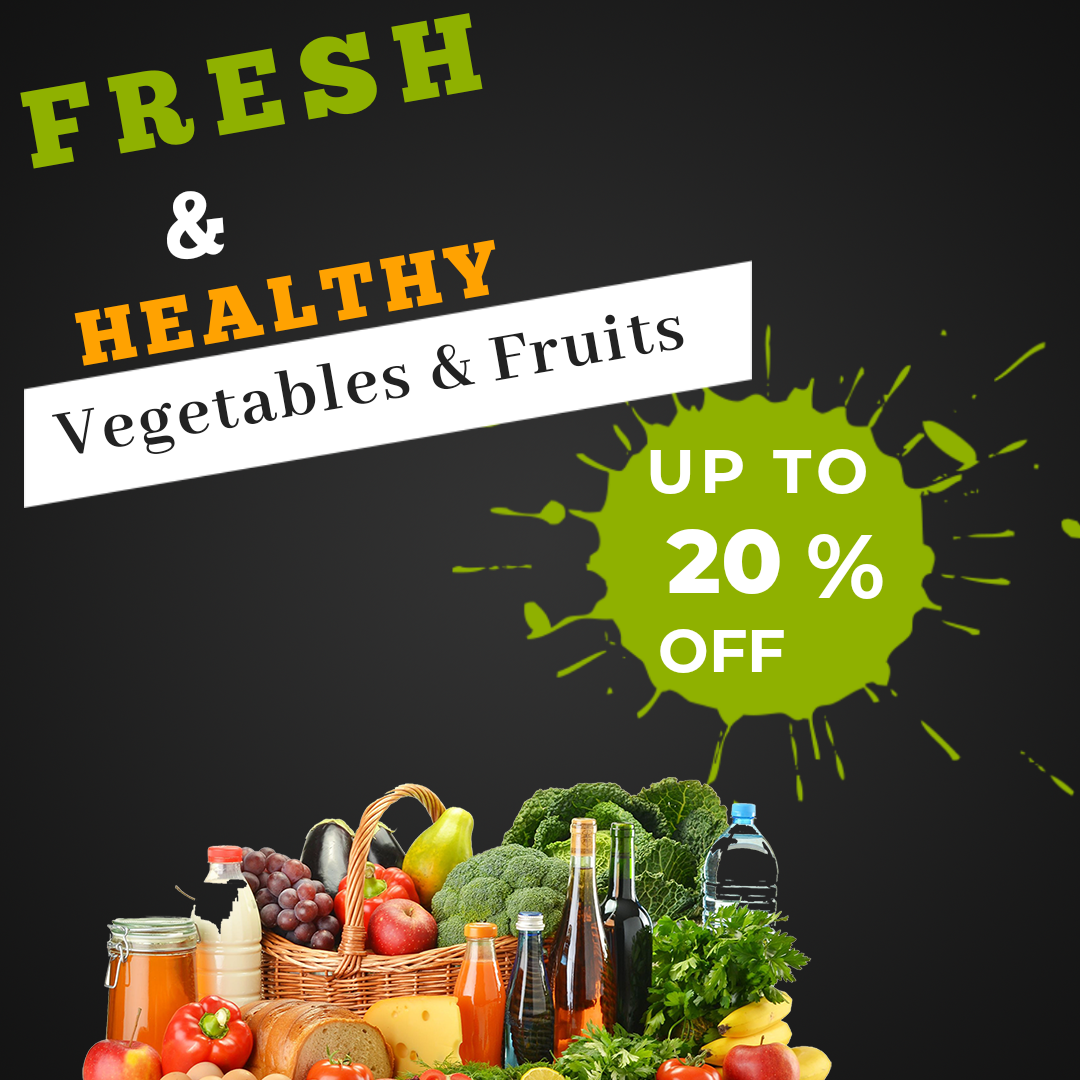 FRESH
&
HEALTHY
Vegetables & Fruits
UP TO
20 %
OFF